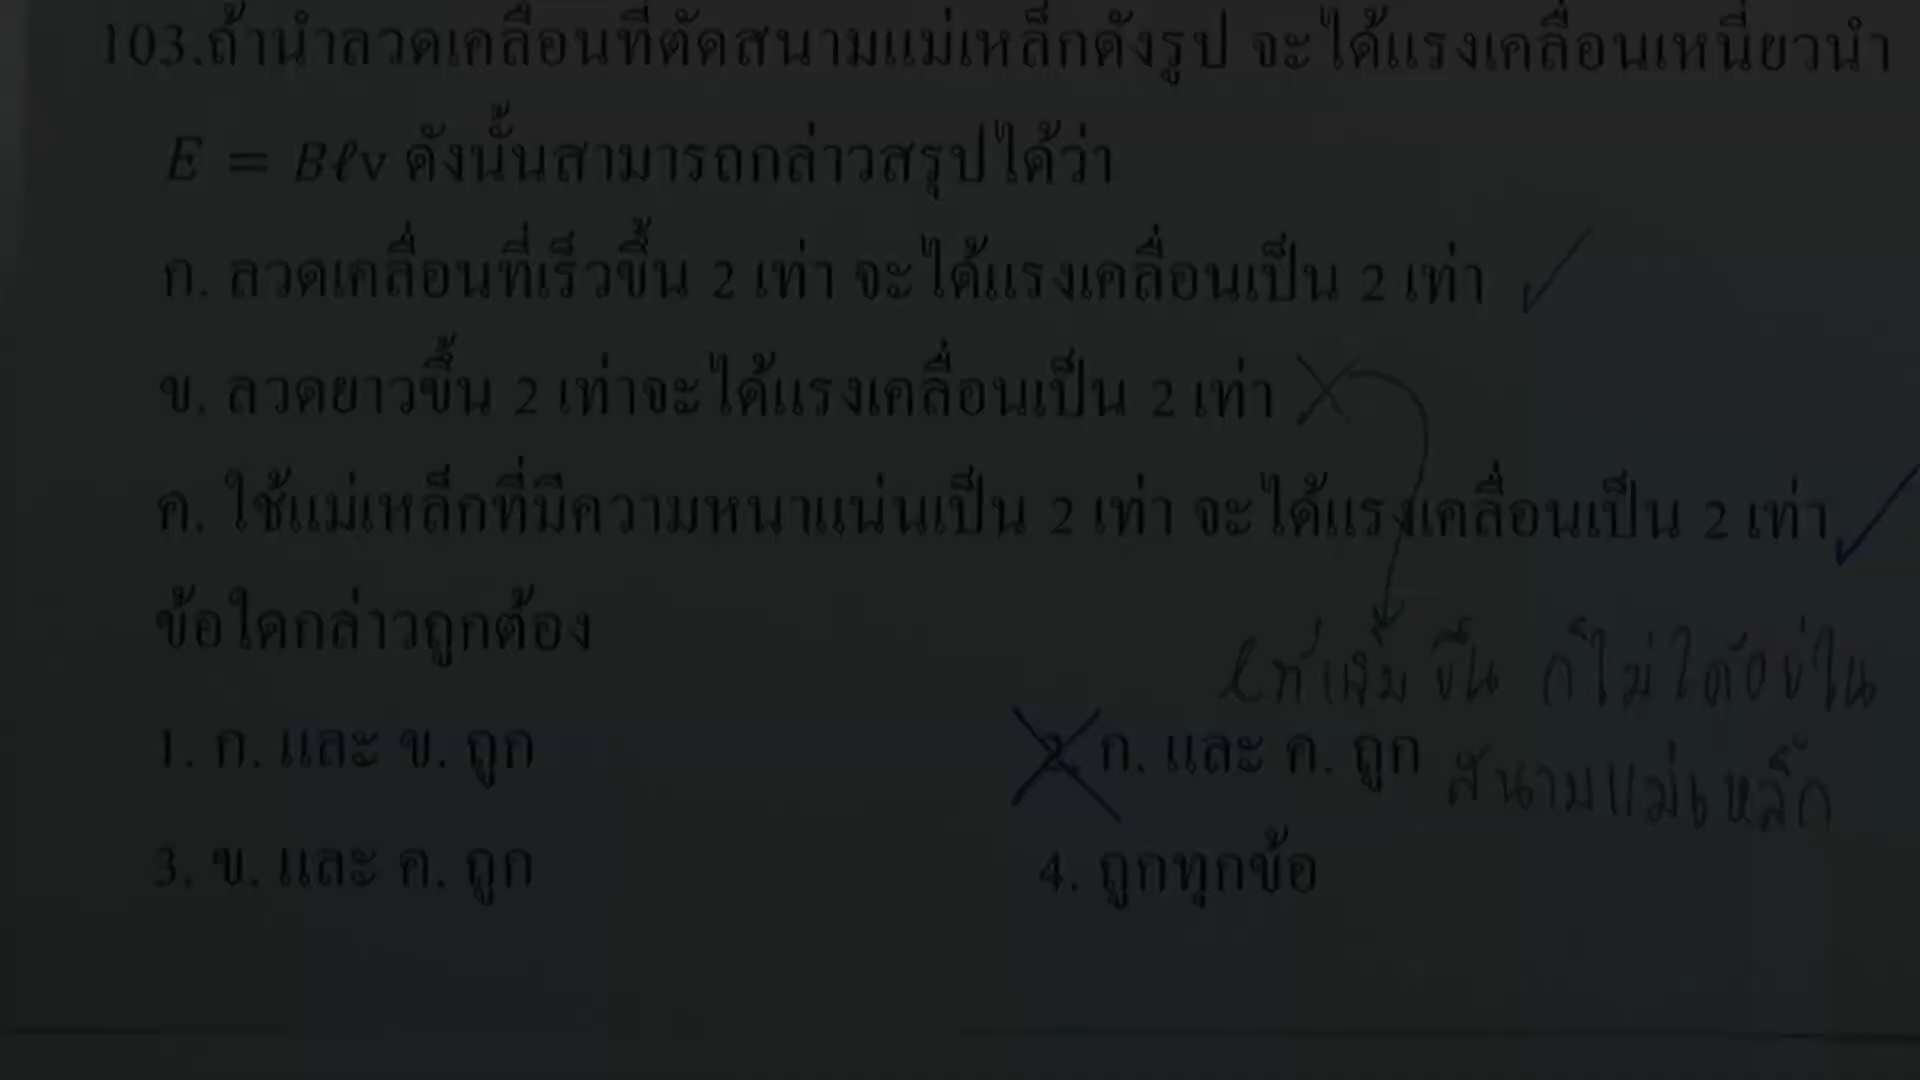 103.ถ้านำลวดเคลื่อนที่ตัดสนามแม่เหล็กดังรูป จะได้แรงเคลื่อนเหนี่ยวนำ
E = Bℓv ดังนั้นสามารถกล่าวสรุปได้ว่า
ก. ลวดเคลื่อนที่เร็วขึ้น 2 เท่า จะได้แรงเคลื่อนเป็น 2 เท่า
ข. ลวดยาวขึ้น 2 เท่าจะได้แรงเคลื่อนเป็น 2 เท่า
ค. ใช้แม่เหล็กที่มีความหนาแน่นเป็น 2 เท่า จะได้แรงเคลื่อนเป็น 2 เท่า
ข้อใดกล่าวถูกต้อง
ℓ ที่เพิ่มขึ้น ก็ไม่ได้อยู่ใน
สนามแม่เหล็ก
1. ก. และ ข. ถูก
2. ก. และ ค. ถูก
3. ข. และ ค. ถูก
4. ถูกทุกข้อ